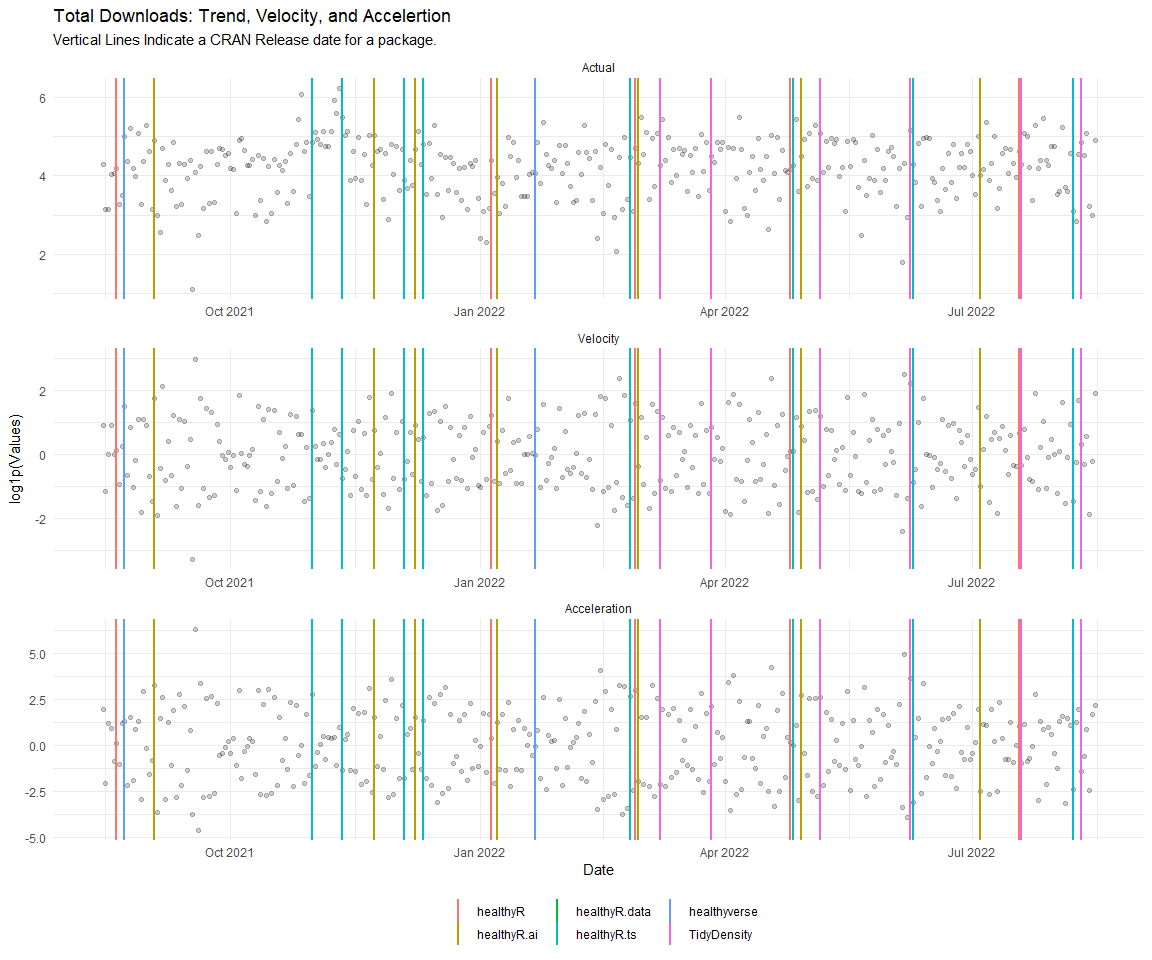 Total Downloads: Trend, Velocity, and Accelertion
Vertical Lines Indicate a CRAN Release date for a package.
Actual
6
4
2
Oct 2021 Jan 2022 Apr 2022 Jul 2022
Velocity
2
0
-2
Oct 2021 Jan 2022 Apr 2022 Jul 2022
log1p(Values)
Acceleration
5.0
2.5
0.0
-2.5
-5.0
Oct 2021 Jan 2022 Apr 2022 Jul 2022
Date
healthyR healthyR.data healthyverse
healthyR.ai healthyR.ts TidyDensity